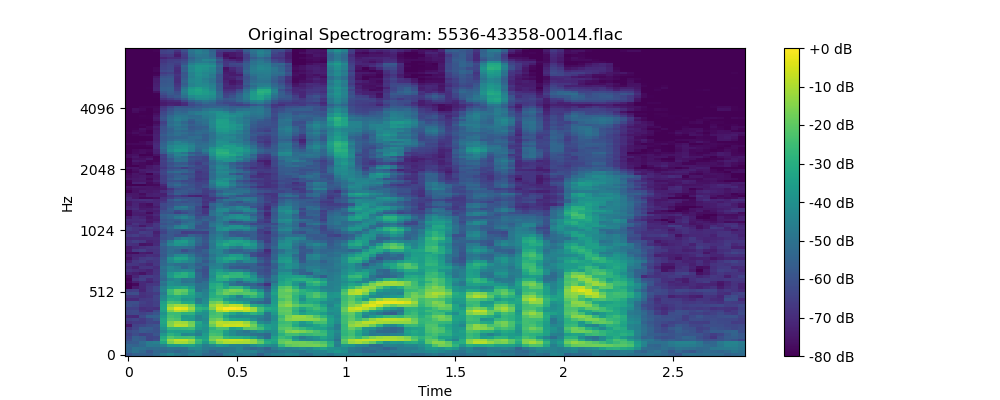 Original Spectrogram: 5536-43358-0014.flac
Hz
4096
2048
1024
512
0
0 0.5 1 1.5 2 2.5
Time
+0 dB
-10 dB
-20 dB
-30 dB
-40 dB
-50 dB
-60 dB
-70 dB
-80 dB